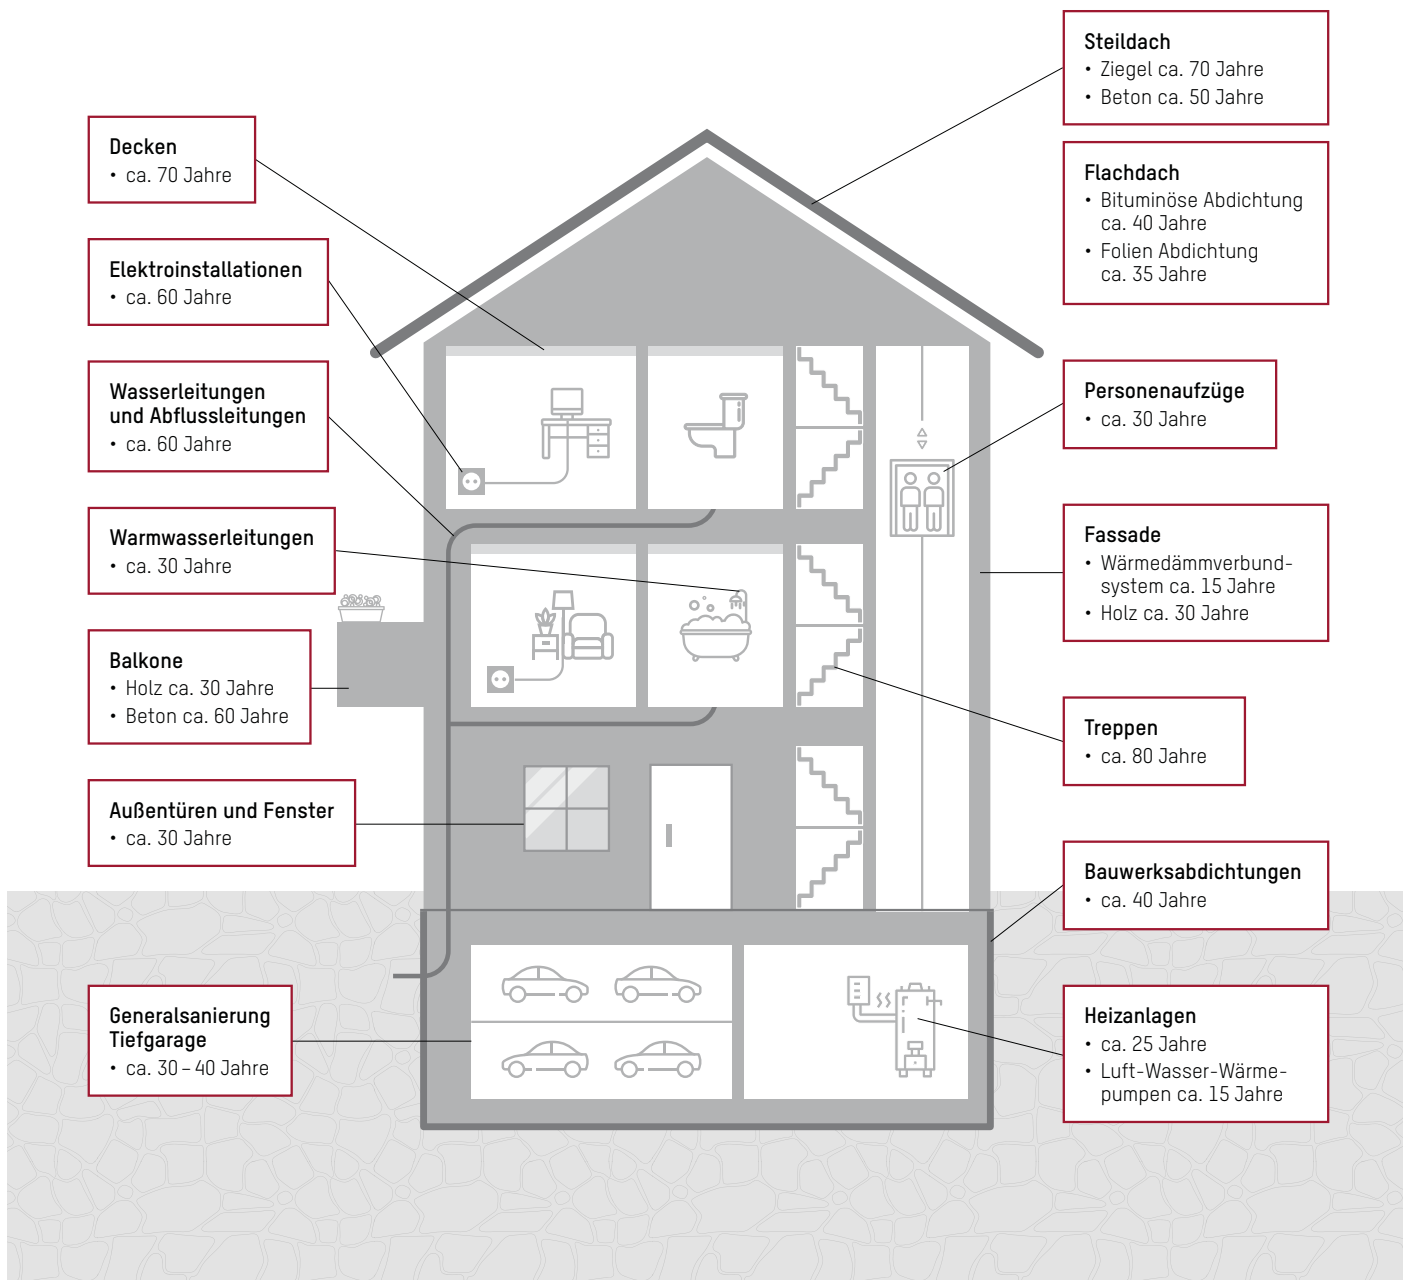 Decken
• ca. 70 Jahre
Elektroinstallationen
• ca. 60 Jahre
Wasserleitungen
und Abflussleitungen
• ca. 60 Jahre
Warmwasserleitungen
• ca. 30 Jahre
Balkone
• Holz ca. 30 Jahre
• Beton ca. 60 Jahre
Außentüren und Fenster
• ca. 30 Jahre
Generalsanierung
Tiefgarage
• ca. 30 – 40 Jahre
Steildach
• Ziegel ca. 70 Jahre
• Beton ca. 50 Jahre
Flachdach
• Bituminöse Abdichtung
ca. 40 Jahre
• Folien Abdichtung
ca. 35 Jahre
Personenaufzüge
• ca. 30 Jahre
Fassade
• Wärmedämmverbund-
system ca. 15 Jahre
• Holz ca. 30 Jahre
Treppen
• ca. 80 Jahre
Bauwerksabdichtungen
• ca. 40 Jahre
Heizanlagen
• ca. 25 Jahre
• Luft-Wasser-Wärme-
pumpen ca. 15 Jahre